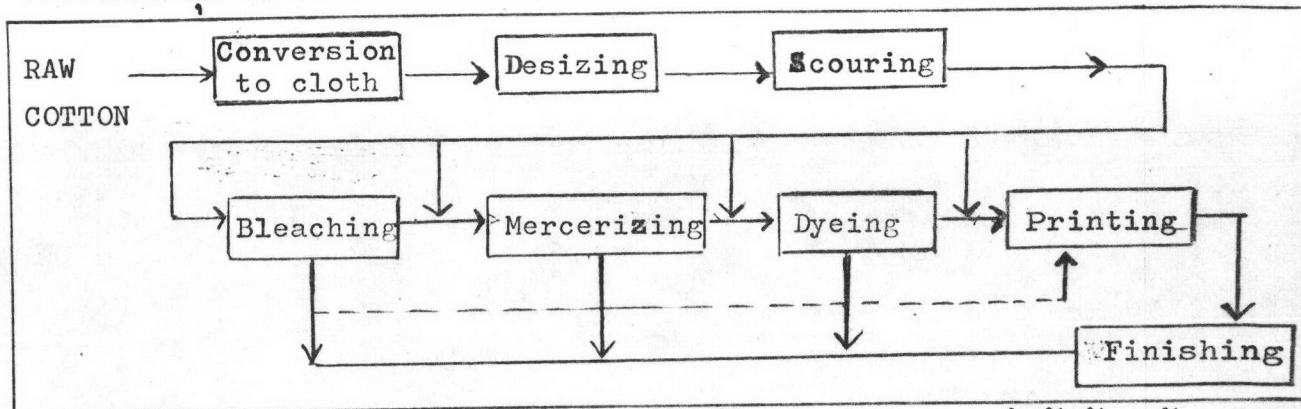 RAW
COTTON
Conversion
to cloth
Desizing
Scouring
Bleaching
Mercerizing
Dyeing
Printing
Finishing